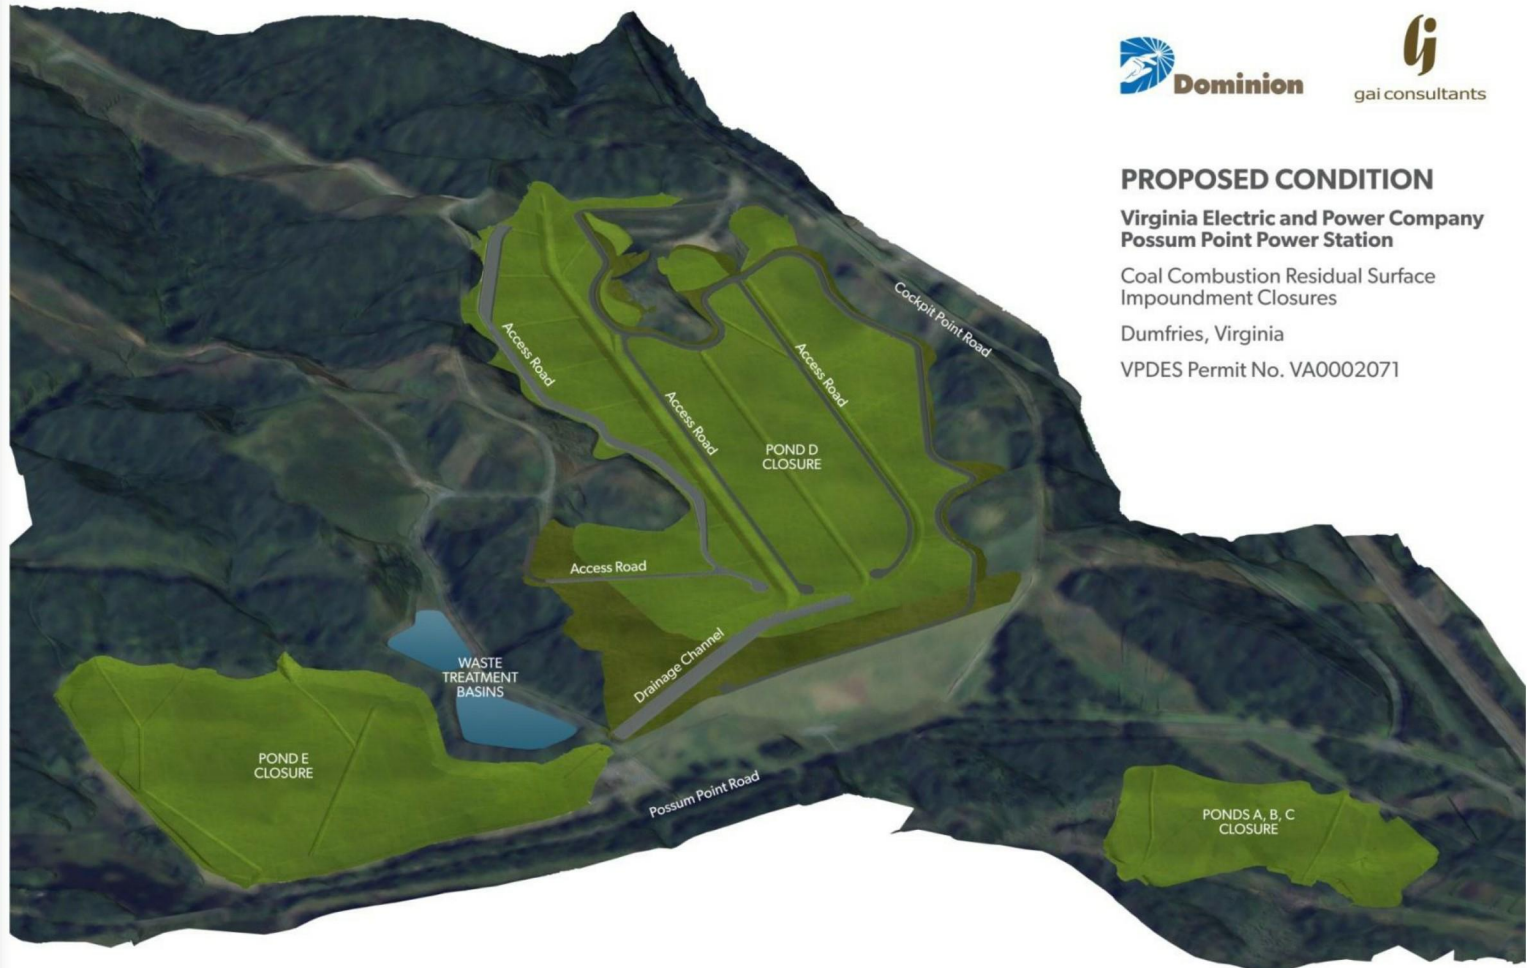 Dominion
gai consultants
PROPOSED CONDITION
Virginia Electric and Power Company
Possum Point Power Station
Coal Combustion Residual Surface
Impoundment Closures
Dumfries, Virginia
VPDES Permit No. VA0002071
Cockpit Point Road
Access Road
Access Road
Access Road
POND D
CLOSURE
Access Road
Drainage Channel
WASTE
TREATMENT
BASINS
POND E
CLOSURE
Possum Point Road
PONDS A, B, C
CLOSURE